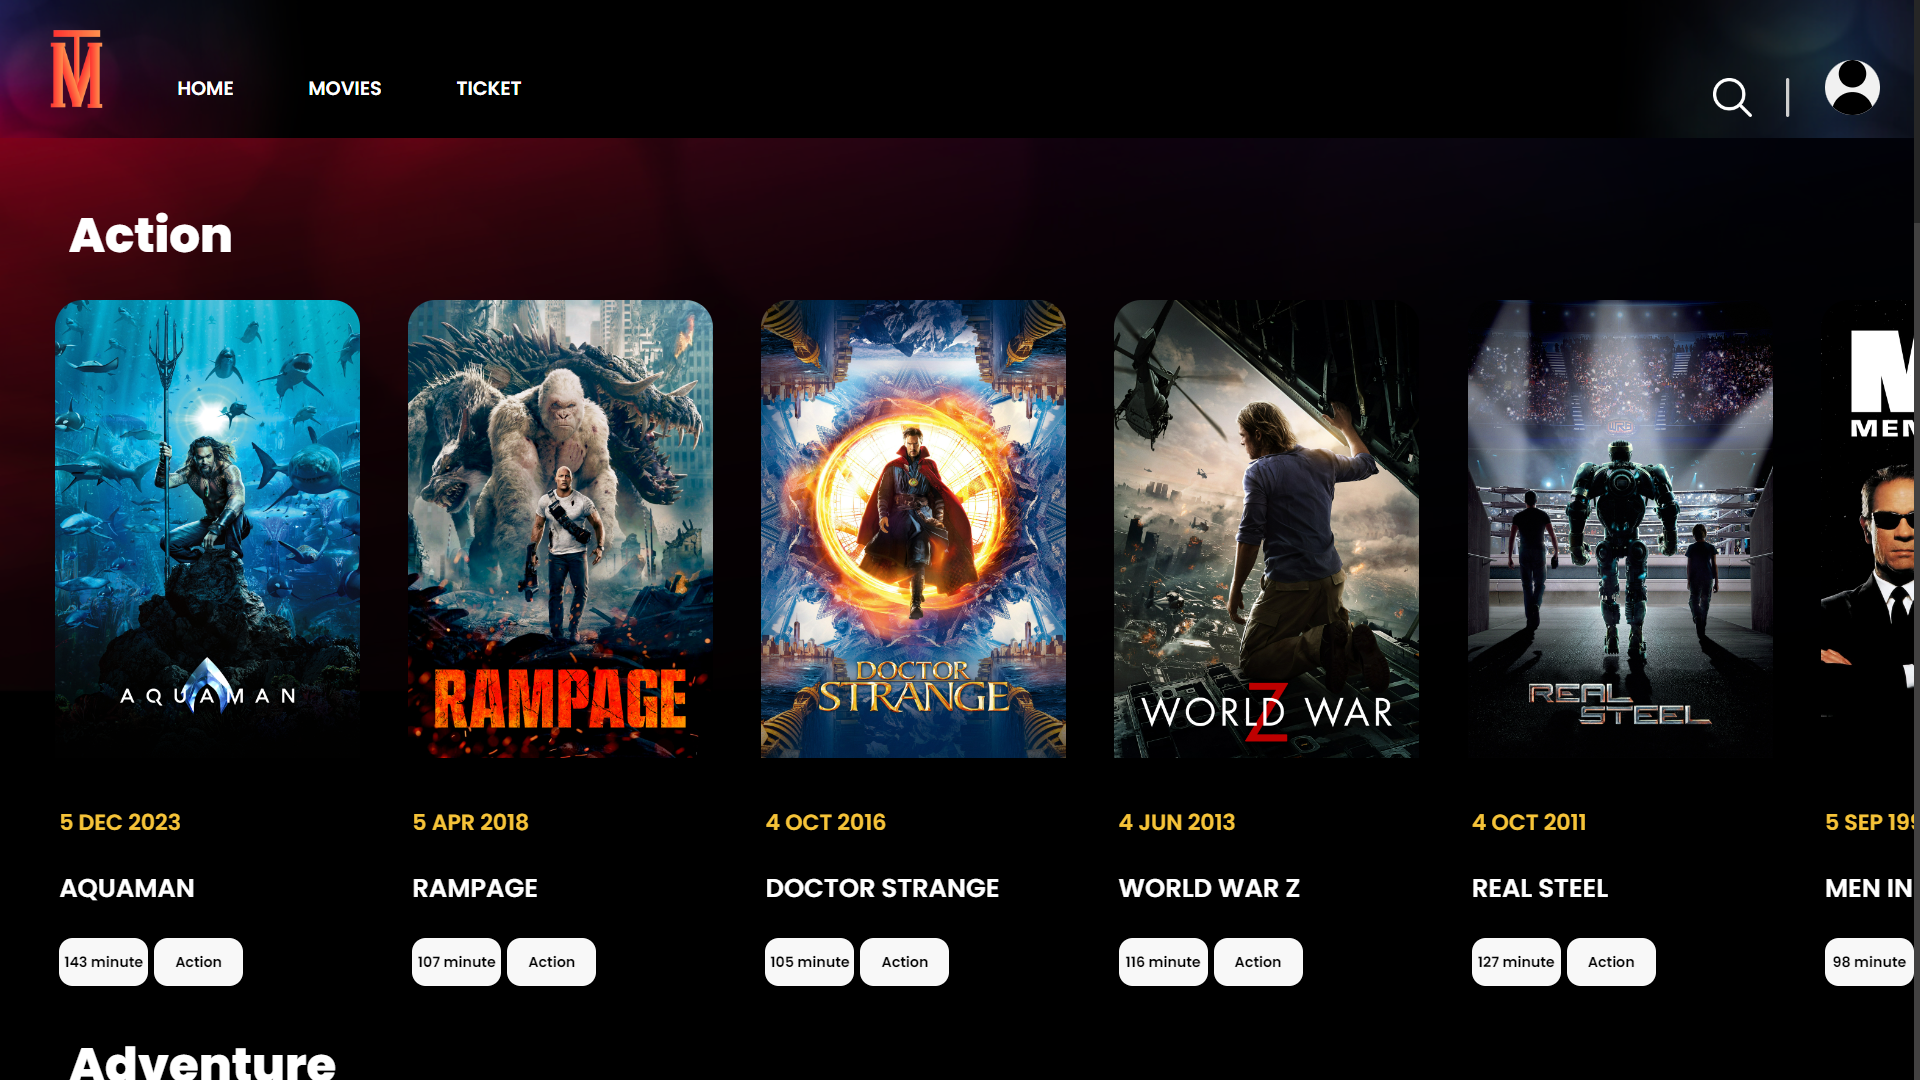 TM
HOME MOVIES TICKET
Action
AQUAMAN
RAMPAGE
DOCTOR
STRANGE
WORLD WAR
Z
REAL
STEEL
M
MEN
5 DEC 2023
5 APR 2018
4 OCT 2016
4 JUN 2013
4 OCT 2011
5 SEP 199
AQUAMAN
RAMPAGE
DOCTOR STRANGE
WORLD WAR Z
REAL STEEL
MEN IN
143 minute Action
107 minute Action
105 minute Action
116 minute Action
127 minute Action
98 minute
Adventure